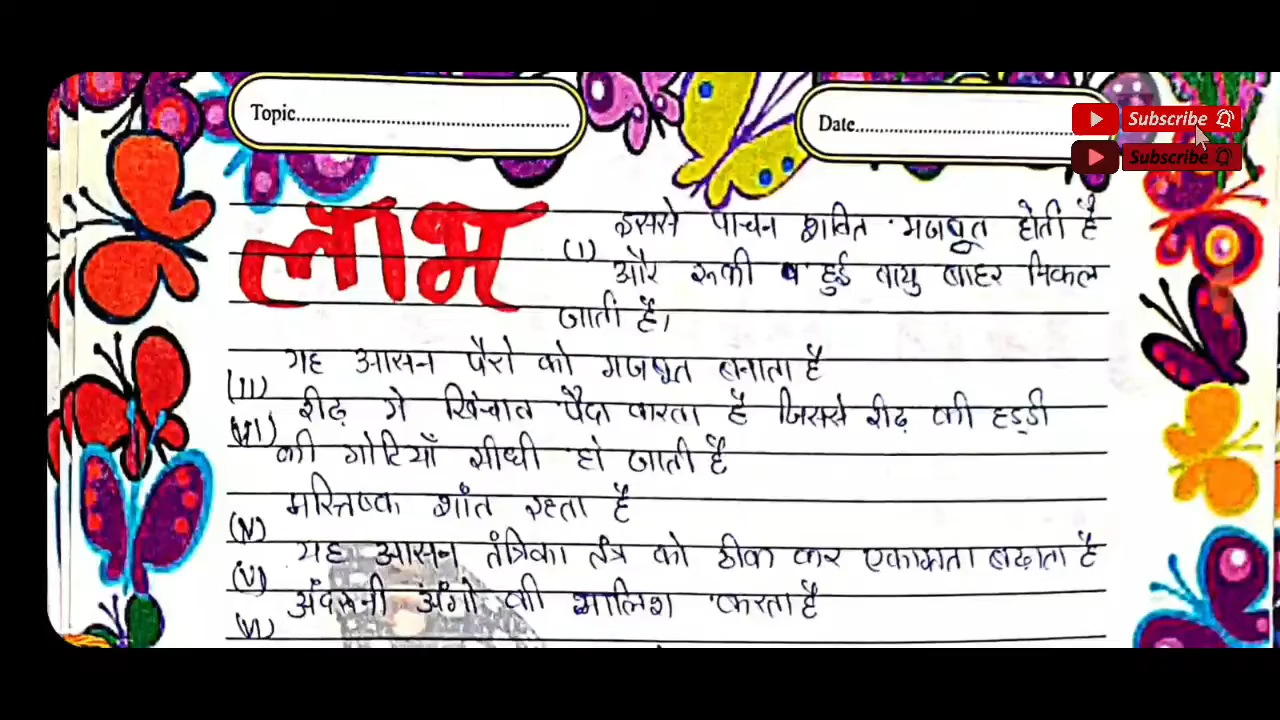 Topic
Date
Subscribe
Subscribe
लाभ
(I) इससे पाचन शक्ति मजबूत होती है
और रूकी हुई वायु बाहर निकल
जाती है।
(II) यह आसन पैरो को मजबूत बनाता है
(III) रीढ़ मे खिंचाव पैदा करता है जिससे रीढ़ की हड्डी
की गोटियाँ सीधी हो जाती है
(IV) मस्तिष्क शांत रहता है
(V) यह आसन तंत्रिका तंत्र को ठीक कर एकाग्रता बढाता है
(VI) अंदरूनी अंगो की मालिश करता है